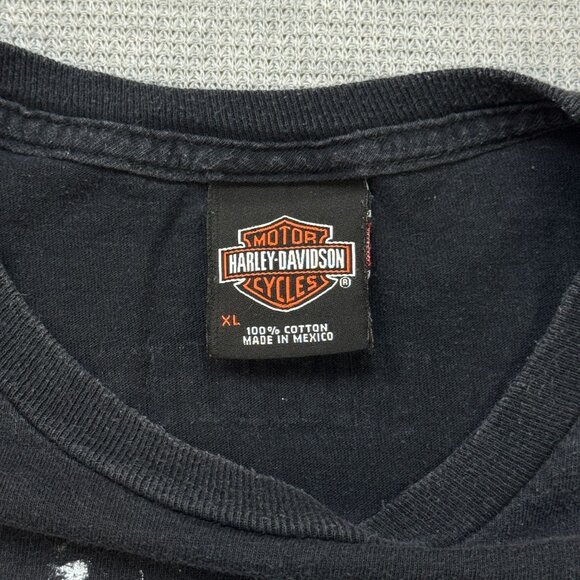 MOTOR
HARLEY-DAVIDSON
CYCLES
®
XL
100% COTTON
MADE IN MEXICO